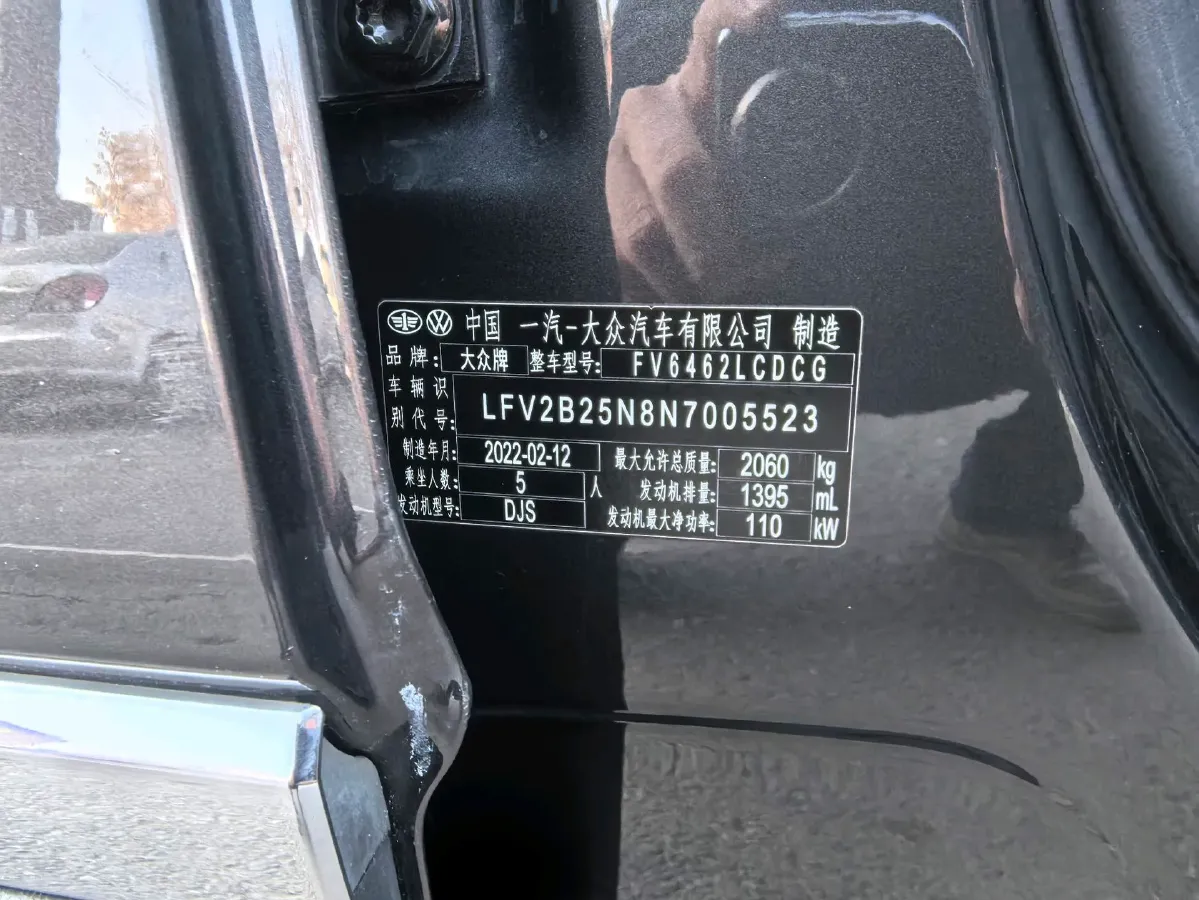 中国 一汽-大众汽车有限公司 制造
品牌: 大众牌 整车型号: FV6462LCDCG
车辆识别代号: LFV2B25N8N7005523
制造年月: 2022-02-12 最大允许总质量: 2060 kg
乘坐人数: 5 人 发动机排量: 1395 mL
发动机型号: DJS 发动机最大净功率: 110 kW